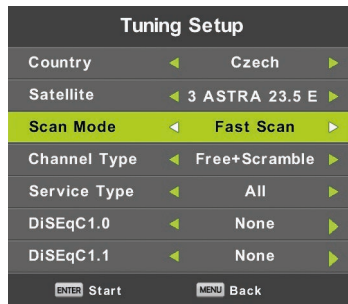 Tuning Setup
Country Czech
Satellite 3 ASTRA 23.5 E
Scan Mode Fast Scan
Channel Type Free+Scramble
Service Type All
DiSEqC1.0 None
DiSEqC1.1 None
ENTER Start MENU Back